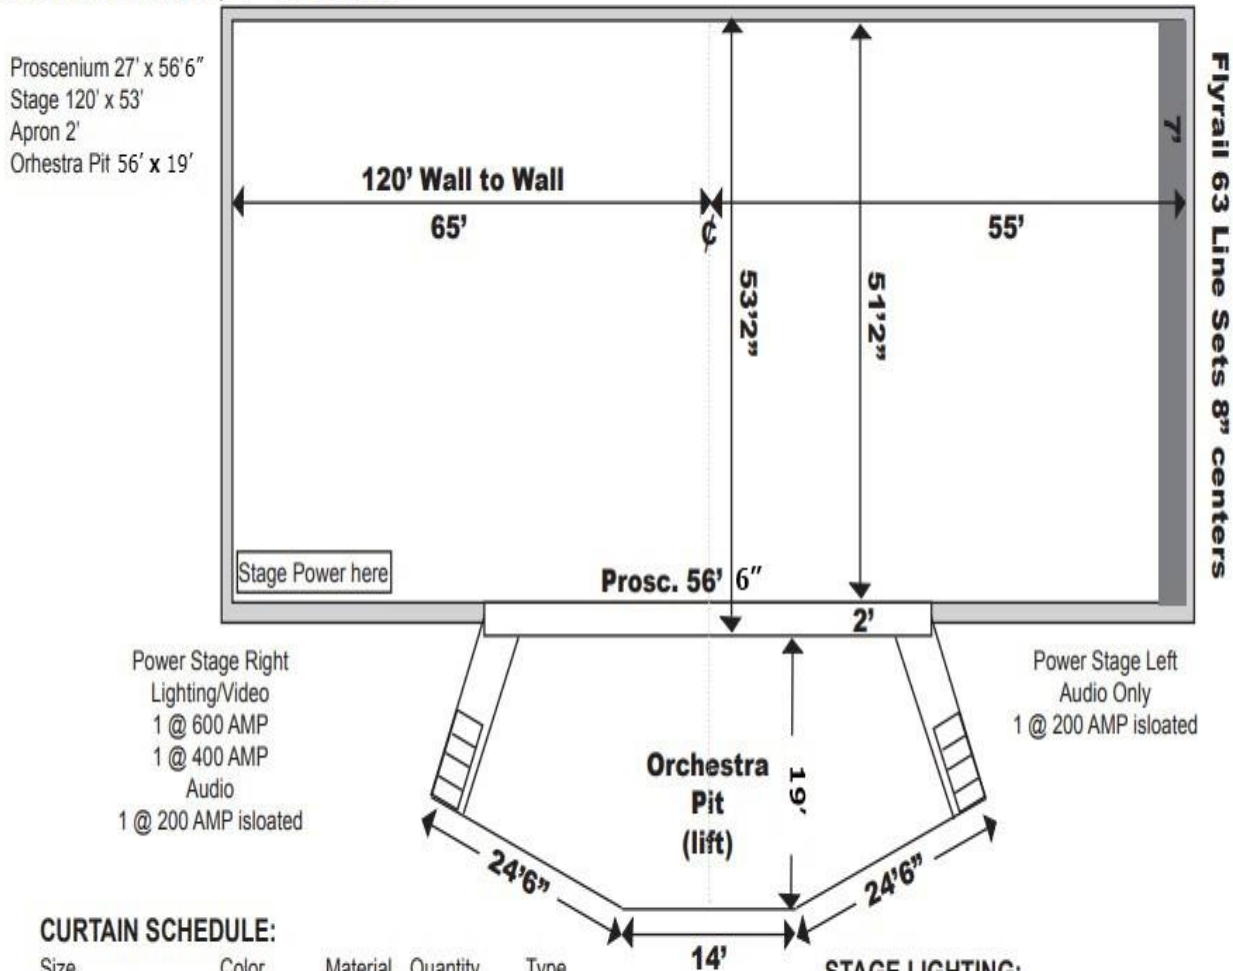 Proscenium 27' x 56'6"
Stage 120' x 53'
Apron 2'
Orhestra Pit 56' x 19'
120' Wall to Wall
65'
₵
55'
53'2"
51'2"
7'
Flyrail 63 Line Sets 8" centers
Stage Power here
Prosc. 56' 6"
2'
Power Stage Right
Lighting/Video
1 @ 600 AMP
1 @ 400 AMP
Audio
1 @ 200 AMP isloated
Power Stage Left
Audio Only
1 @ 200 AMP isloated
Orchestra
Pit
(lift)
19'
24'6"
24'6"
14'
CURTAIN SCHEDULE:
Size Color Material Quantity Type
STAGE LIGHTING: